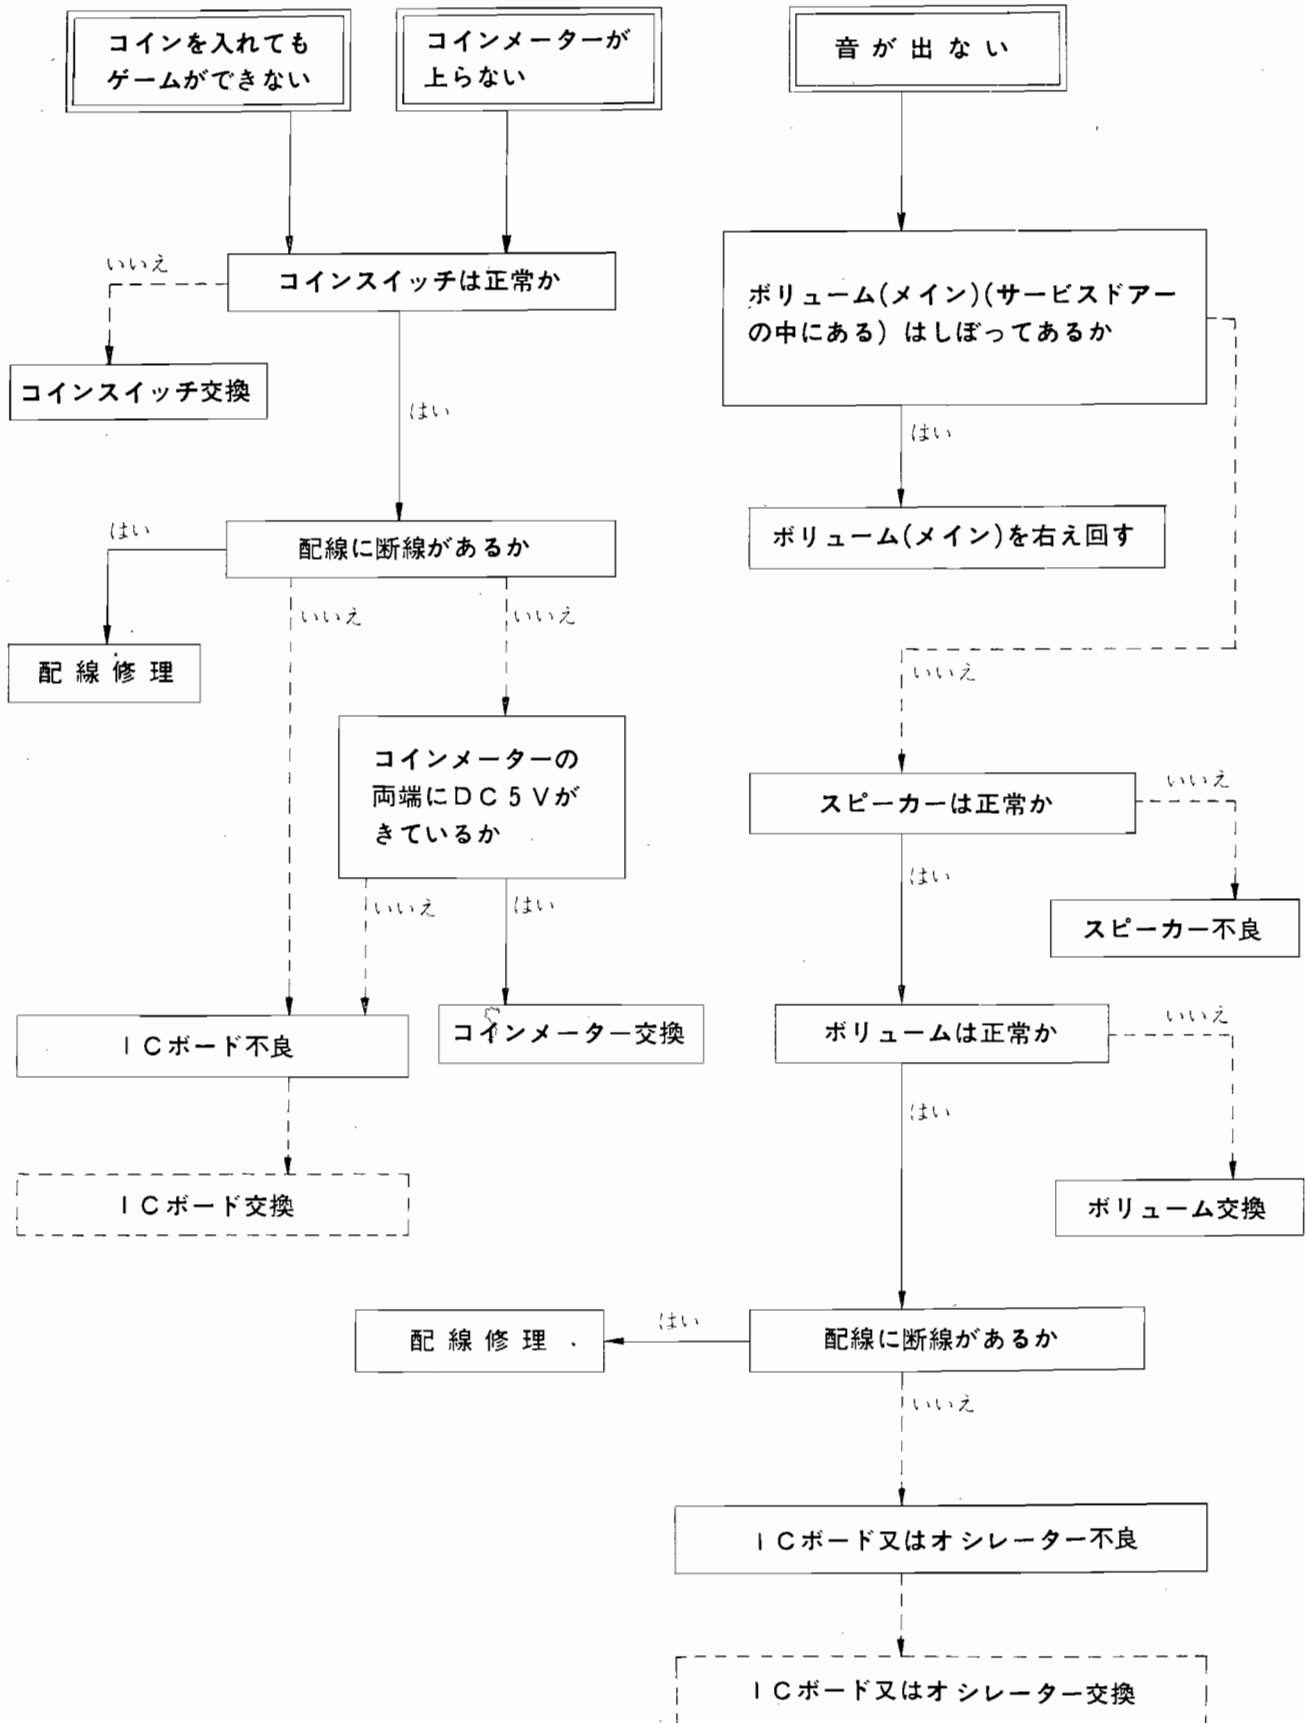 コインを入れても
ゲームができない
コインメーターが
上らない
音が出ない
いいえ
コインスイッチは正常か
コインスイッチ交換
はい
ボリューム(メイン)(サービスドアー
の中にある)はしぼってあるか
はい
ボリューム(メイン)を右え回す
はい
配線に断線があるか
いいえ
いいえ
配線修理
コインメーターの
両端にDC5Vが
きているか
いいえ
はい
いいえ
スピーカーは正常か
いいえ
はい
スピーカー不良
ICボード不良
コインメーター交換
ボリュームは正常か
いいえ
はい
ICボード交換
ボリューム交換
配線修理
はい
配線に断線があるか
いいえ
ICボード又はオシレーター不良
ICボード又はオシレーター交換